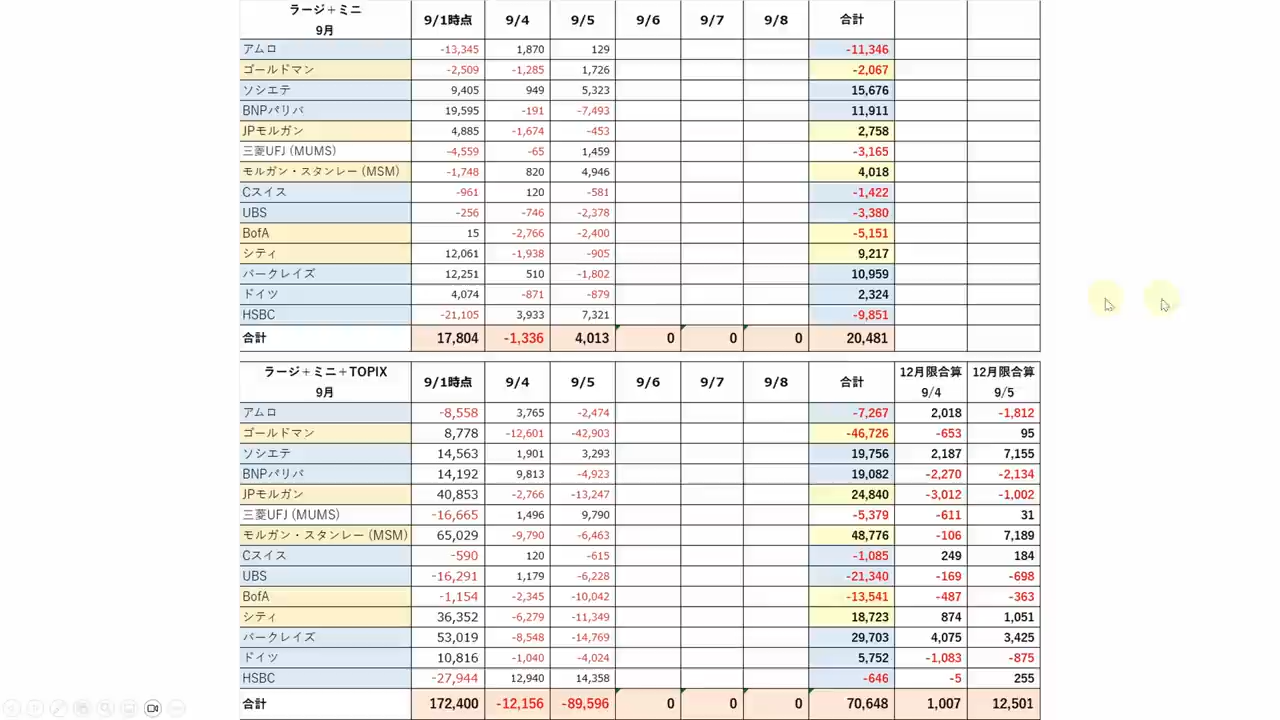 ラージ＋ミニ
9月 9/1時点 9/4 9/5 9/6 9/7 9/8 合計
アムロ -13,345 1,870 129 -11,346
ゴールドマン -2,509 -1,285 1,726 -2,067
ソシエテ 9,405 949 5,323 15,676
BNPパリバ 19,595 -191 -7,493 11,911
JPモルガン 4,885 -1,674 -453 2,758
三菱UFJ (MUMS) -4,559 -65 1,459 -3,165
モルガン・スタンレー (MSM) -1,748 820 4,946 4,018
Cスイス -961 120 -581 -1,422
UBS -256 -746 -2,378 -3,380
BofA 15 -2,766 -2,400 -5,151
シティ 12,061 -1,938 -905 9,217
バークレイズ 12,251 510 -1,802 10,959
ドイツ 4,074 -871 -879 2,324
HSBC -21,105 3,933 7,321 -9,851
合計 17,804 -1,336 4,013 0 0 0 20,481
ラージ＋ミニ＋TOPIX
9月 9/1時点 9/4 9/5 9/6 9/7 9/8 合計 12月限合算 9/4 12月限合算 9/5
アムロ -8,558 3,765 -2,474 -7,267 2,018 -1,812
ゴールドマン 8,778 -12,601 -42,903 -46,726 -653 95
ソシエテ 14,563 1,901 3,293 19,756 2,187 7,155
BNPパリバ 14,192 9,813 -4,923 19,082 -2,270 -2,134
JPモルガン 40,853 -2,766 -13,247 24,840 -3,012 -1,002
三菱UFJ (MUMS) -16,665 1,496 9,790 -5,379 -611 31
モルガン・スタンレー (MSM) 65,029 -9,790 -6,463 48,776 -106 7,189
Cスイス -590 120 -615 -1,085 249 184
UBS -16,291 1,179 -6,228 -21,340 -169 -698
BofA -1,154 -2,345 -10,042 -13,541 -487 -363
シティ 36,352 -6,279 -11,349 18,723 874 1,051
バークレイズ 53,019 -8,548 -14,769 29,703 4,075 3,425
ドイツ 10,816 -1,040 -4,024 5,752 -1,083 -875
HSBC -27,944 12,940 14,358 -646 -5 255
合計 172,400 -12,156 -89,596 0 0 0 70,648 1,007 12,501